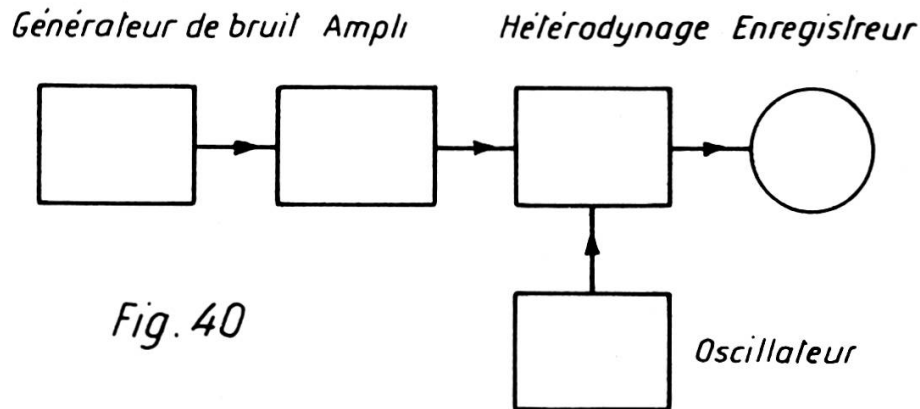 Générateur de bruit Ampli Hétérodynage Enregistreur
Oscillateur
Fig. 40